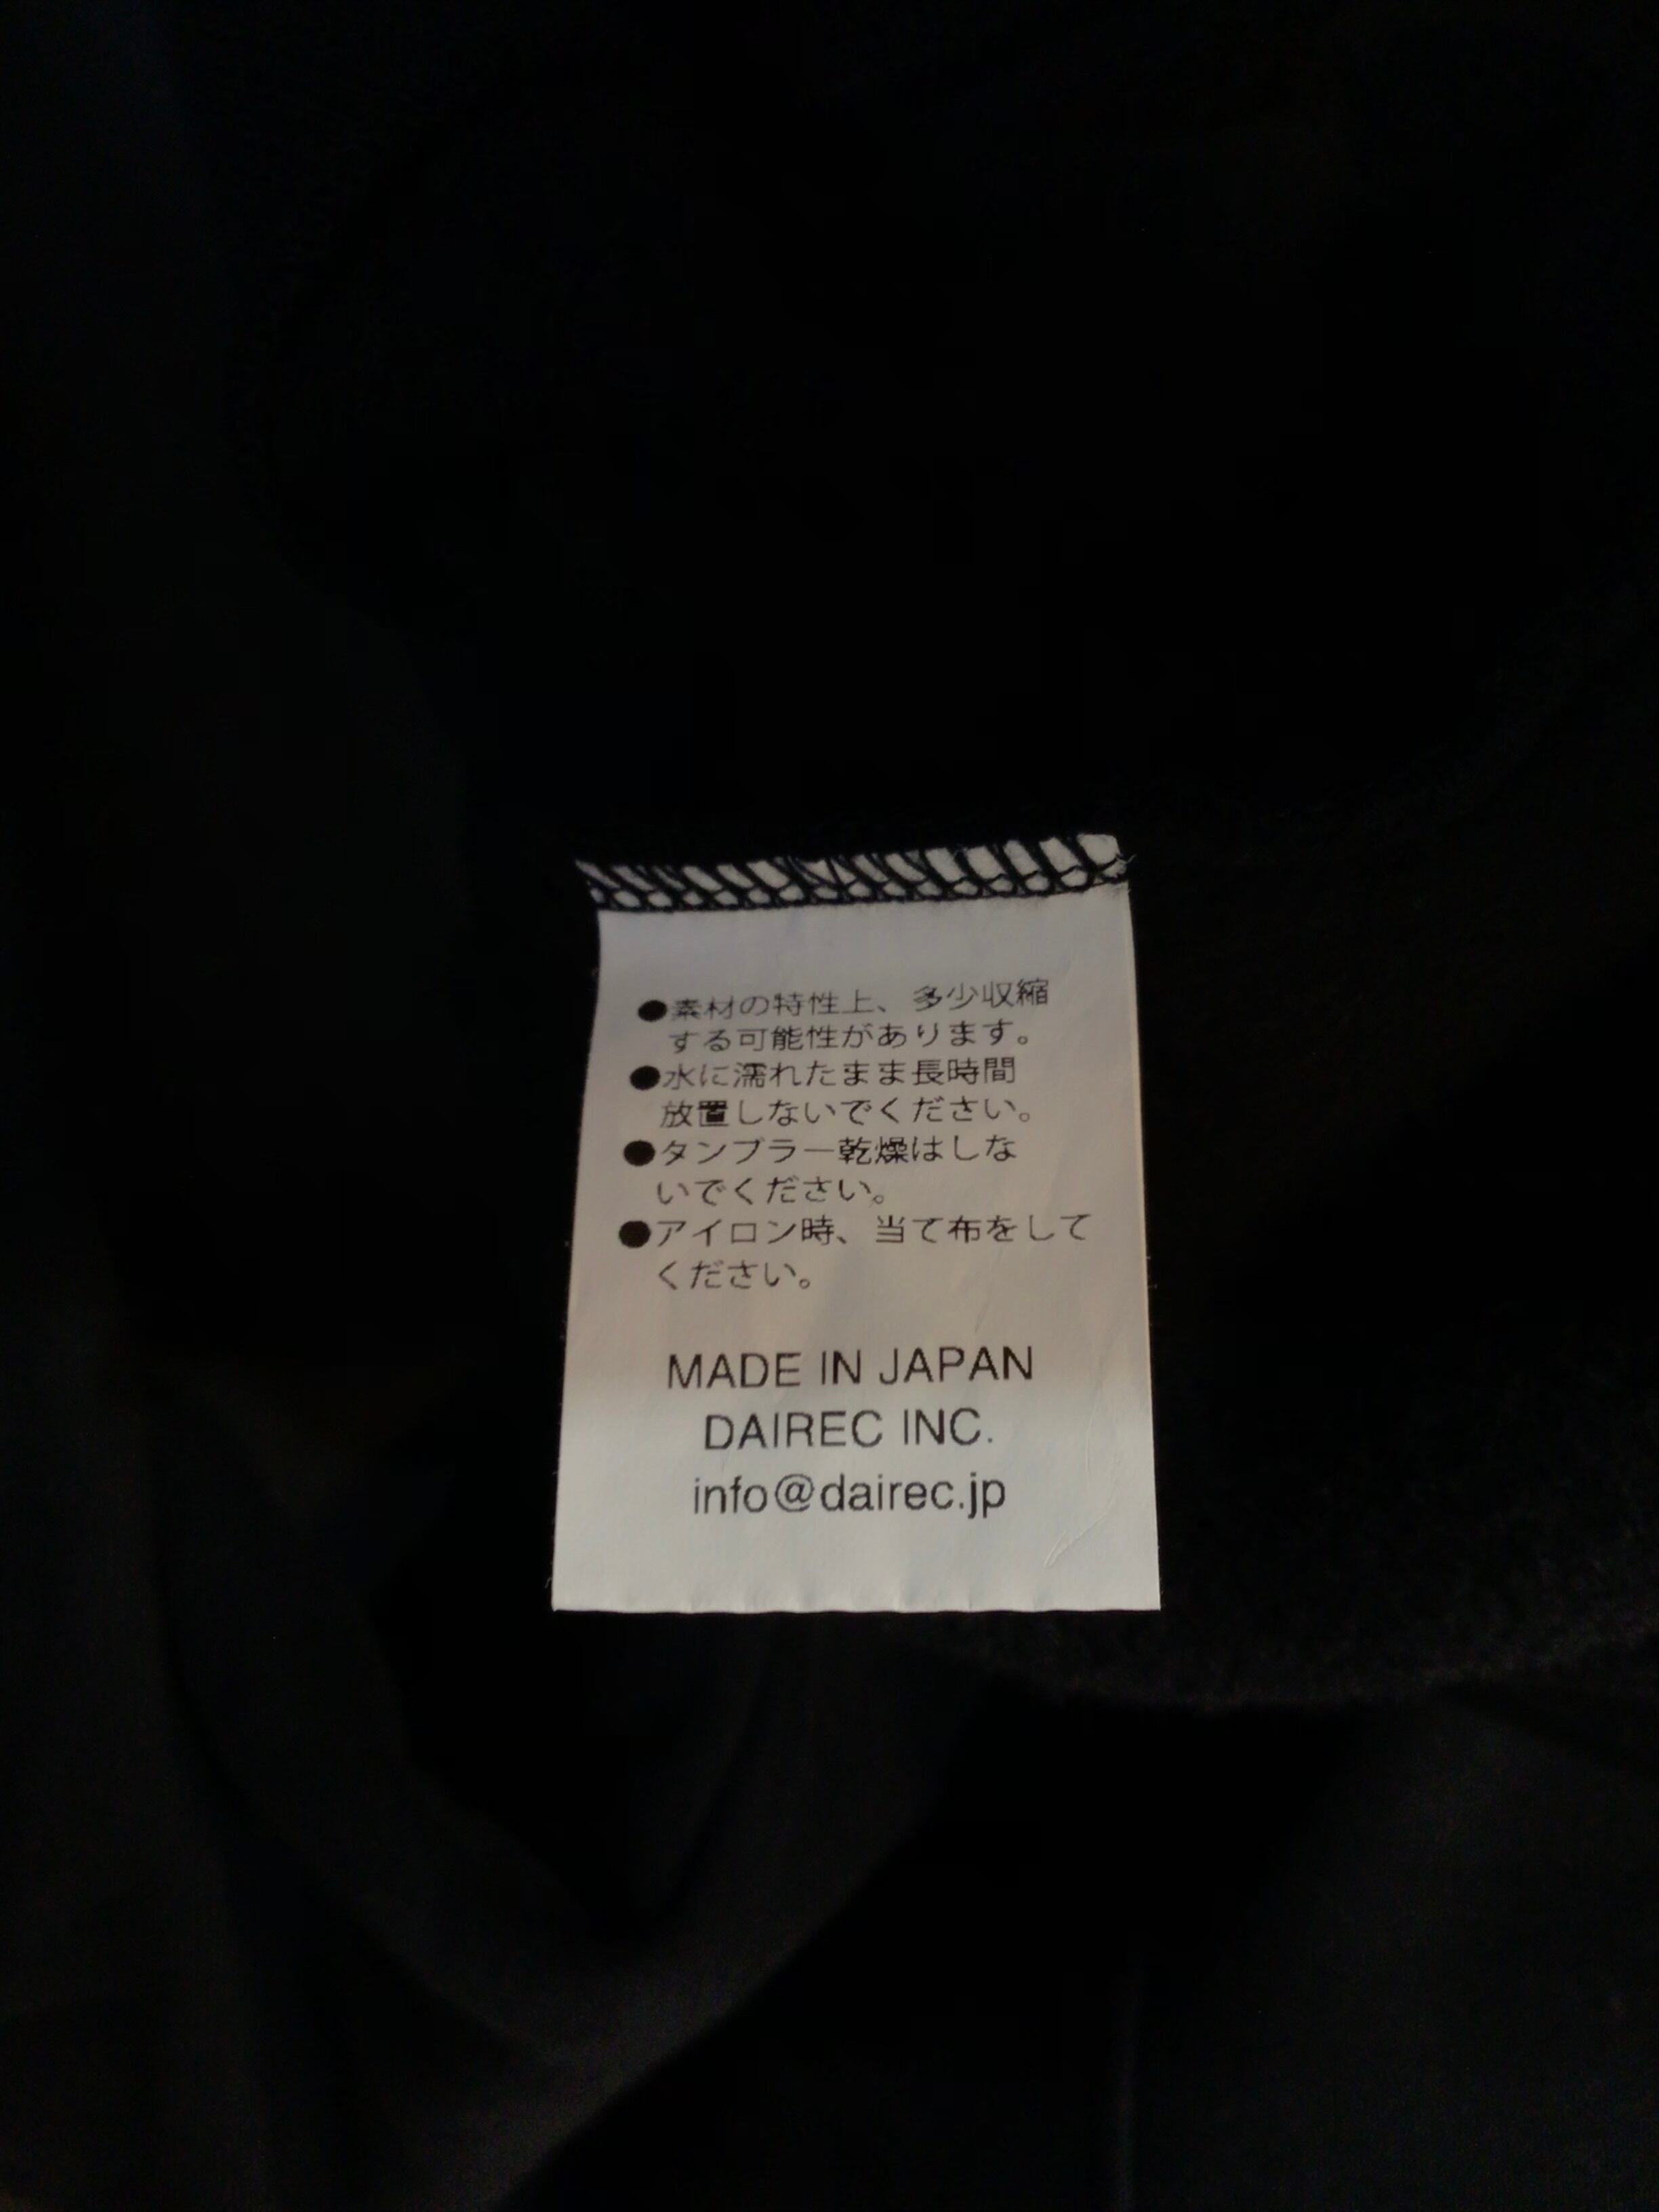 ●素材の特性上、多少収縮
する可能性があります。
●水に濡れたまま長時間
放置しないでください。
●タンブラー乾燥はしな
いでください。
●アイロン時、当て布をして
ください。
MADE IN JAPAN
DAIREC INC.
info@dairec.jp